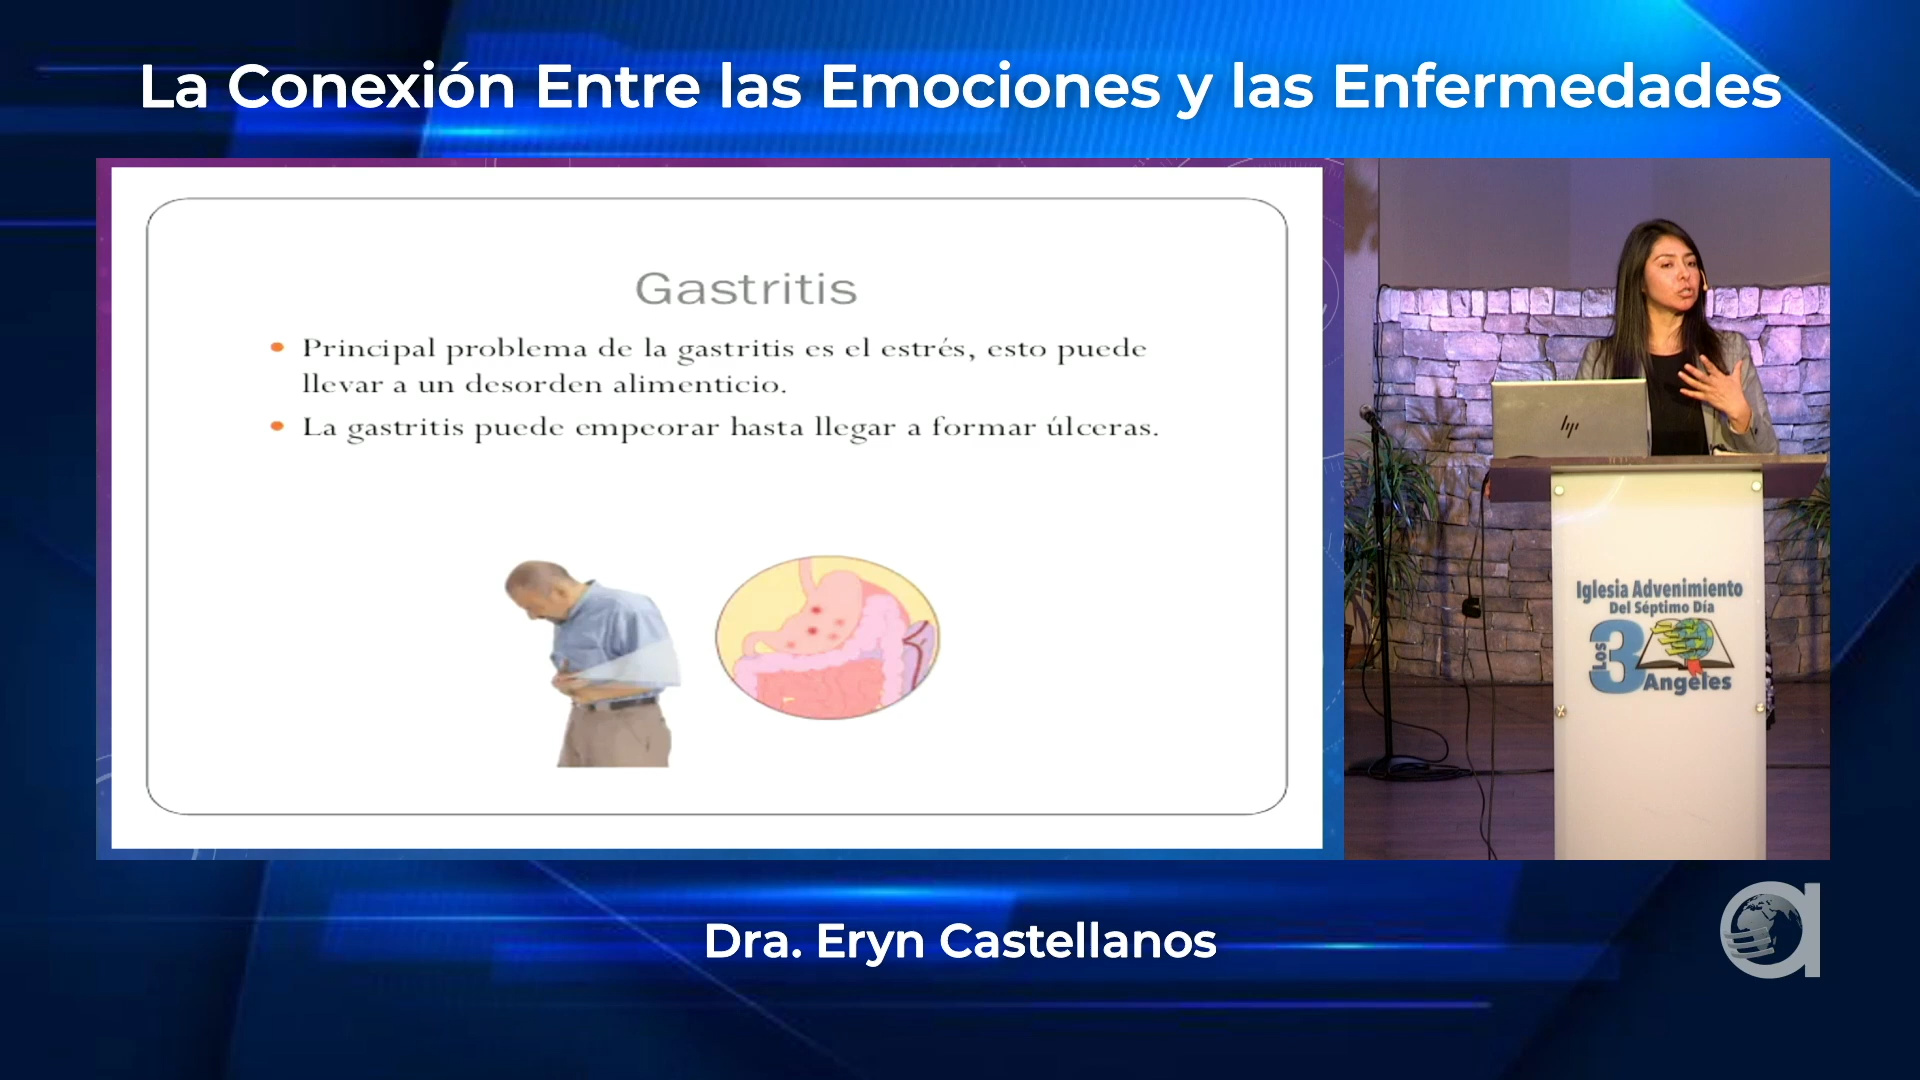 La Conexión Entre las Emociones y las Enfermedades
Gastritis
Principal problema de la gastritis es el estrés, esto puede
llevar a un desorden alimenticio.
La gastritis puede empeorar hasta llegar a formar úlceras.
hp
Iglesia Advenimiento
Del Séptimo Día
Los 3 Angeles
Dra. Eryn Castellanos
a